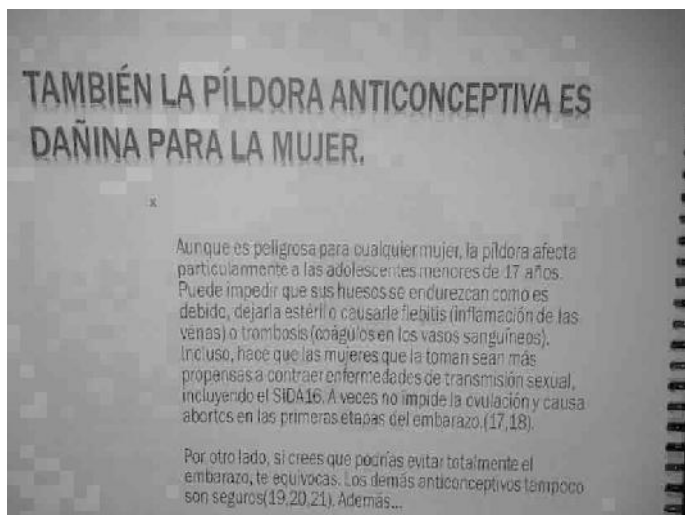 TAMBIÉN LA PÍLDORA ANTICONCEPTIVA ES
DAÑINA PARA LA MUJER.
x
Aunque es peligrosa para cualquier mujer, la píldora afecta
particularmente a las adolescentes menores de 17 años.
Puede impedir que sus huesos se endurezcan como es
debido, dejarla estéril o causarle flebitis (inflamación de las
venas) o trombosis (coágulos en los vasos sanguíneos).
Incluso, hace que las mujeres que la toman sean más
propensas a contraer enfermedades de transmisión sexual,
incluyendo el SIDA16. A veces no impide la ovulación y causa
abortos en las primeras etapas del embarazo.(17,18).
Por otro lado, si crees que podrías evitar totalmente el
embarazo, te equivocas. Los demás anticonceptivos tampoco
son seguros(19,20,21). Además...